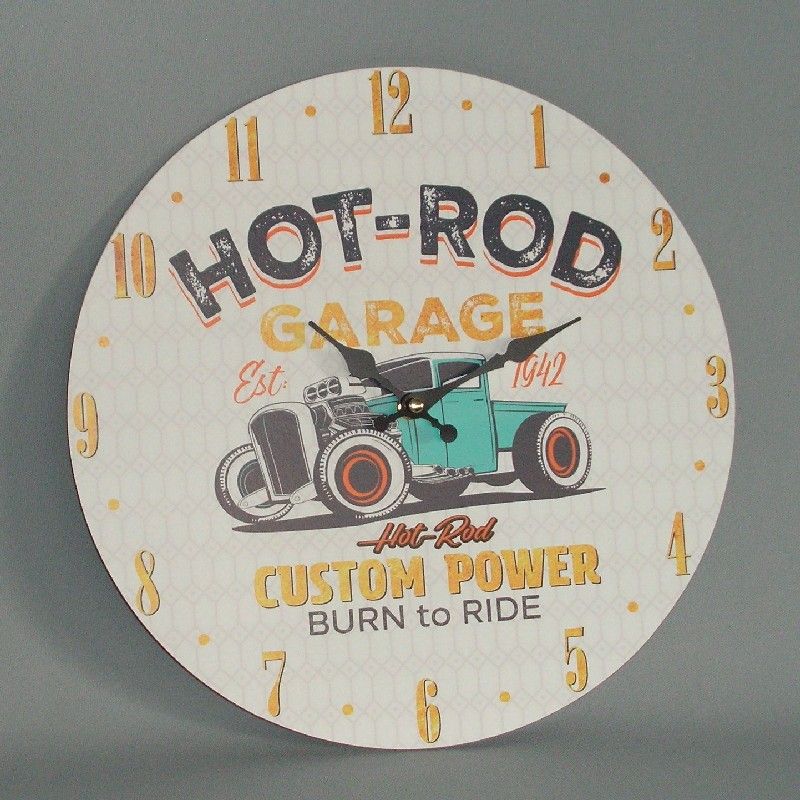 12
11
1
10
2
HOT-ROD
GARAGE
Est: 1942
9
3
Hot-Rod
CUSTOM POWER
BURN to RIDE
8
4
7
5
6